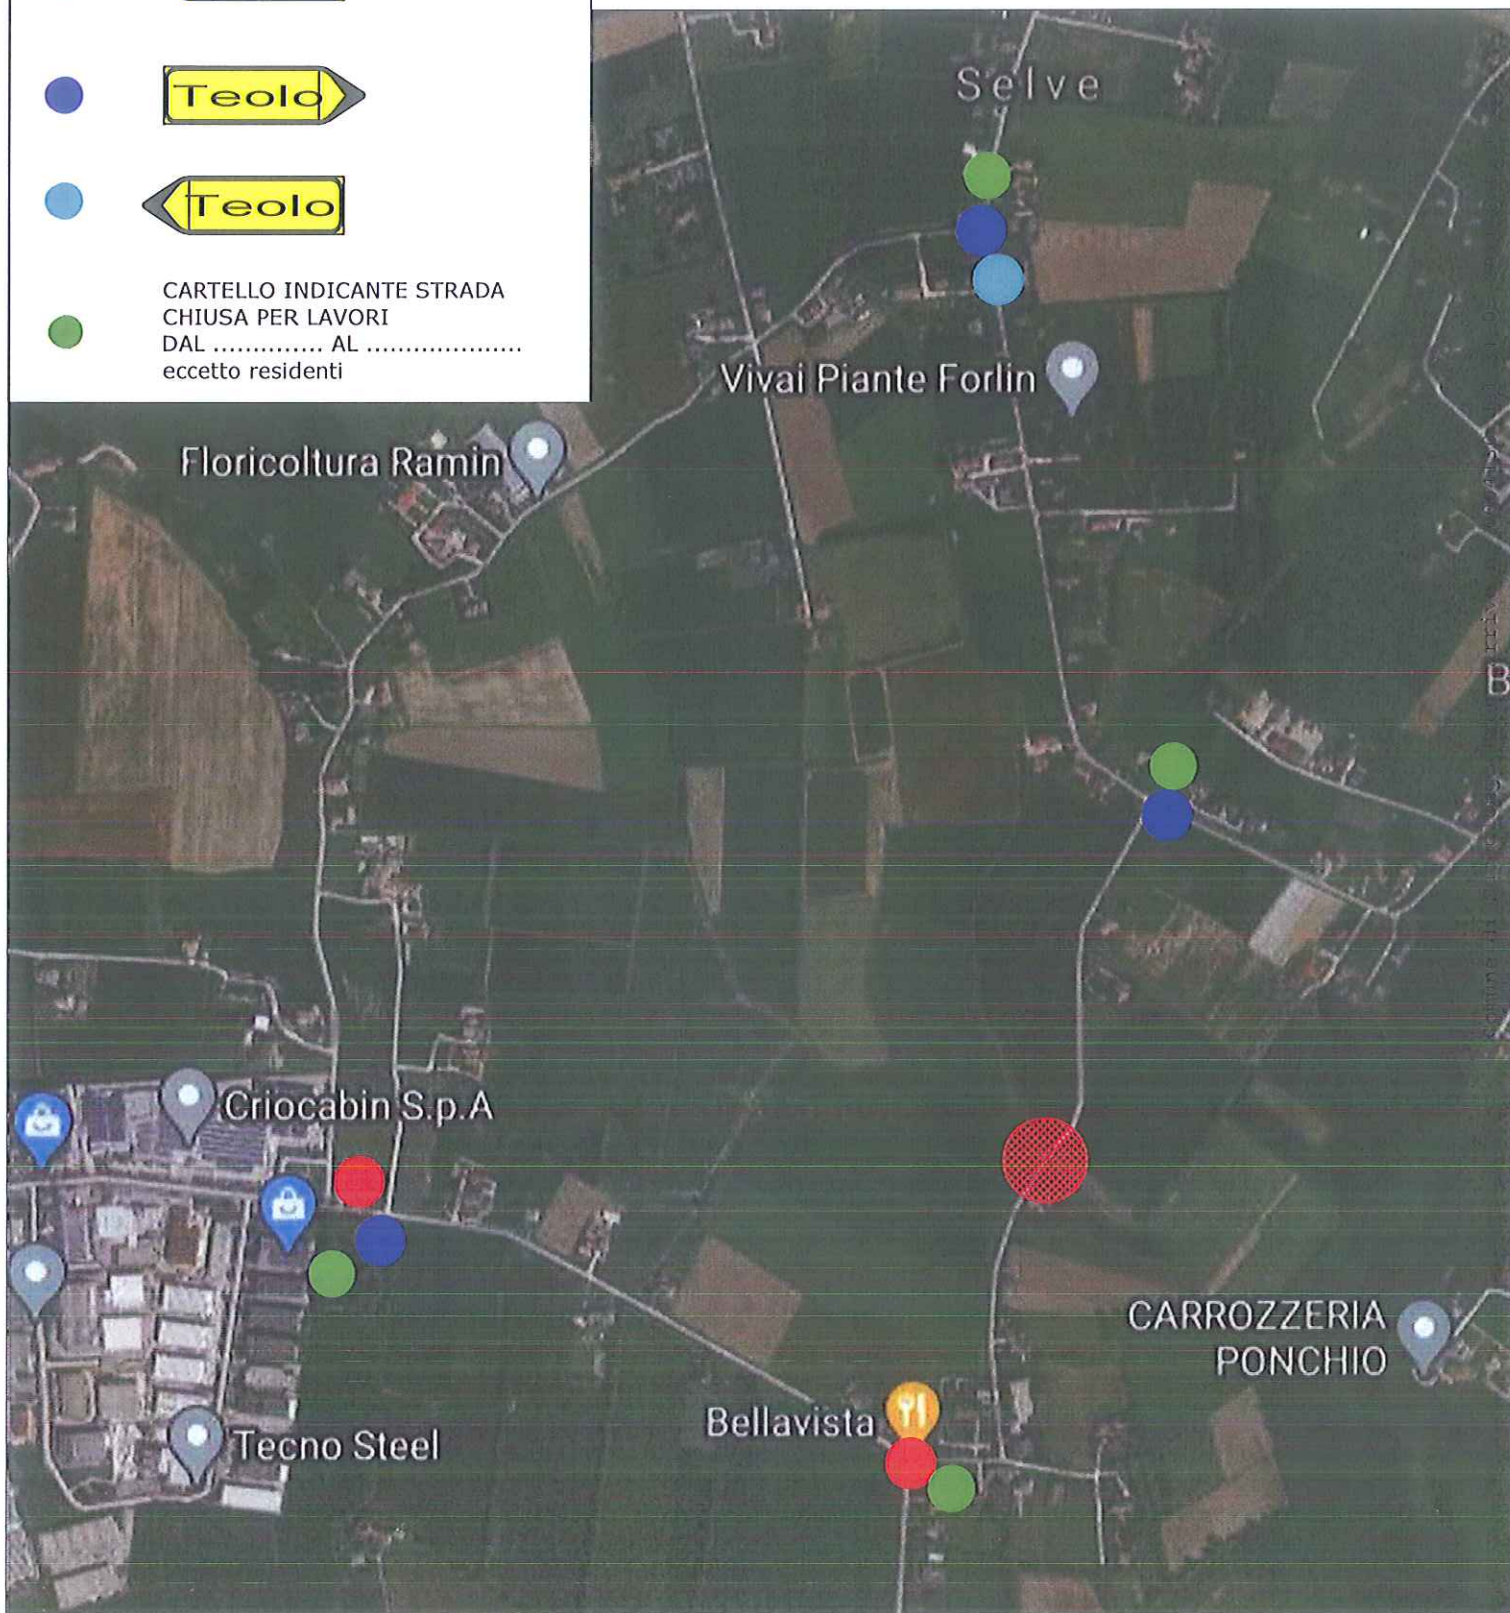 Teolo
Teolo
CARTELLO INDICANTE STRADA
CHIUSA PER LAVORI
DAL .............. AL ....................
eccetto residenti
Selve
Vivai Piante Forlin
Floricoltura Ramin
B
Criocabin S.p.A
CARROZZERIA
PONCHIO
Bellavista
Tecno Steel